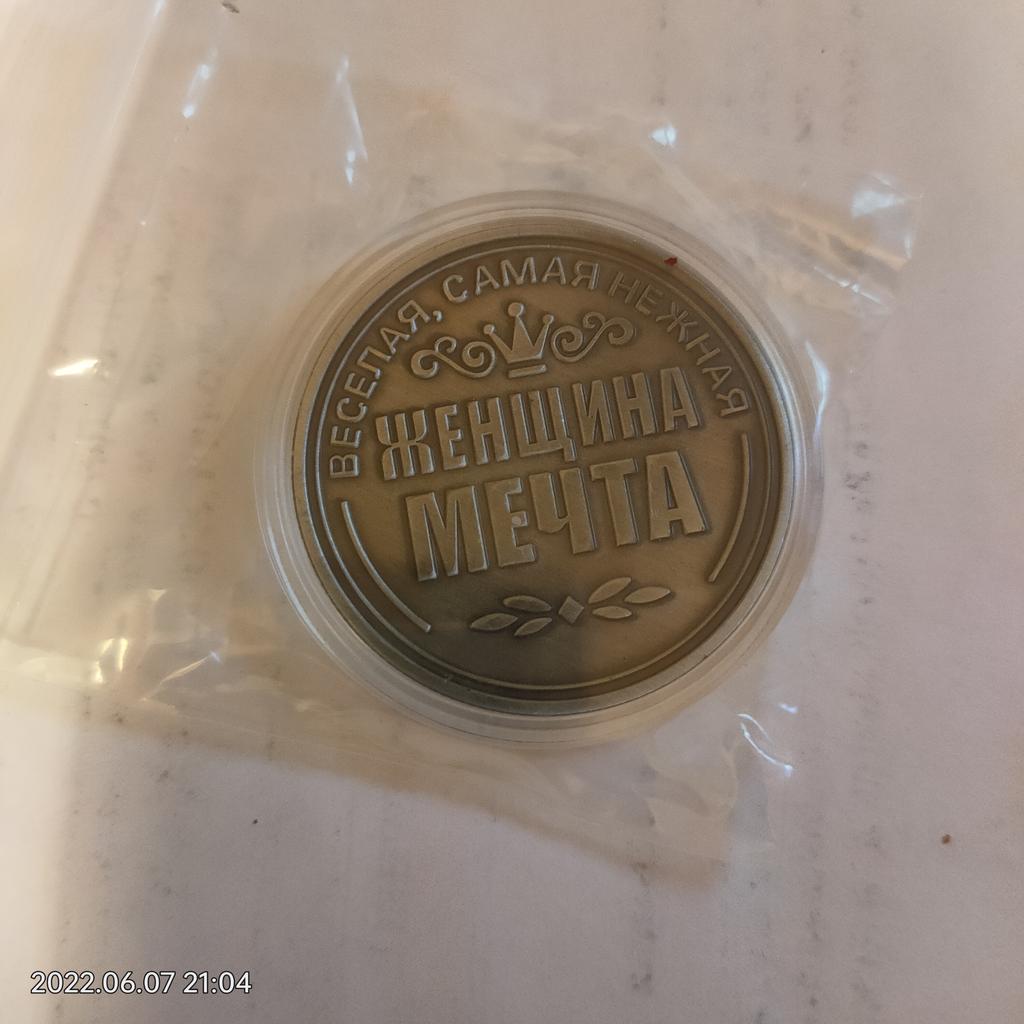 ВЕСЕЛАЯ, САМАЯ НЕЖНАЯ
ЖЕНЩИНА
МЕЧТА
2022.06.07 21:04